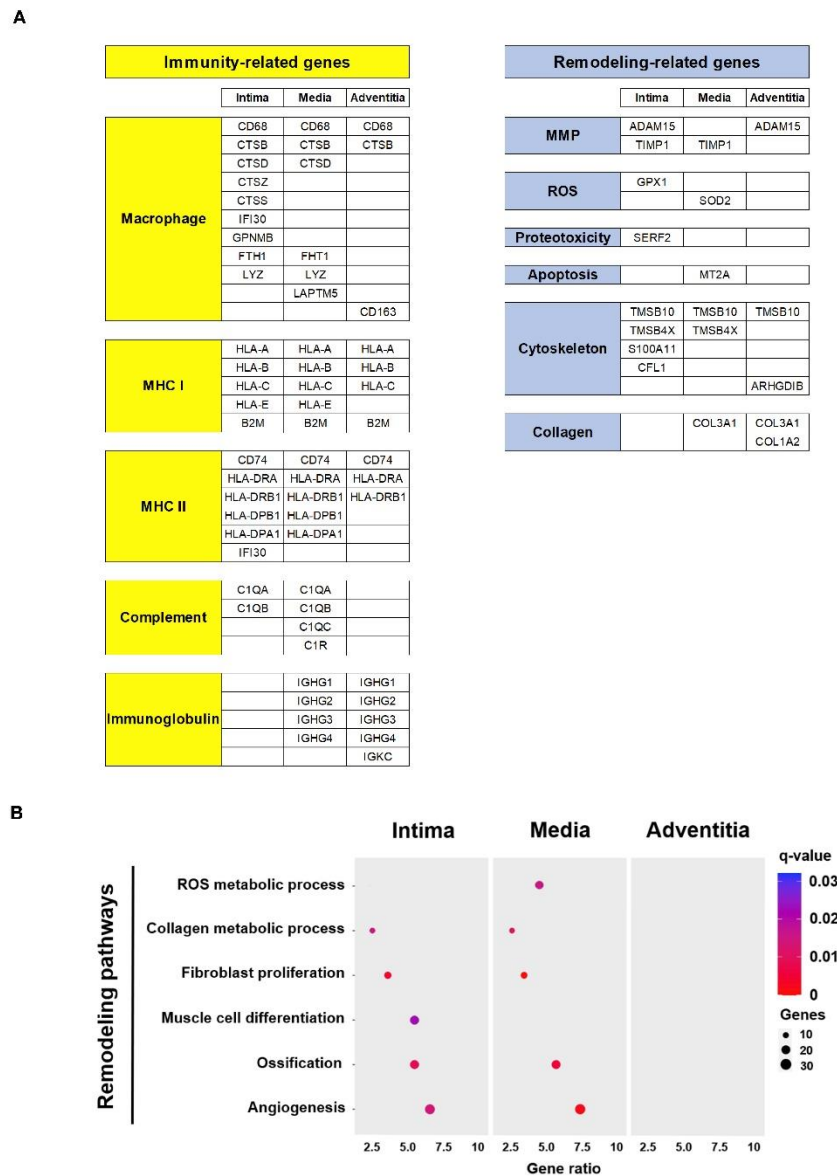 A
Immunity-related genes
Intima Media Adventitia
CD68 CD68 CD68
CTSB CTSB CTSB
CTSD CTSD
CTSZ
CTSS
Macrophage
IFI30
GPNMB
FTH1 FHT1
LYZ LYZ
LAPTM5
CD163
HLA-A HLA-A HLA-A
HLA-B HLA-B HLA-B
MHC I HLA-C HLA-C HLA-C
HLA-E HLA-E
B2M B2M B2M
CD74 CD74 CD74
HLA-DRA HLA-DRA HLA-DRA
HLA-DRB1 HLA-DRB1 HLA-DRB1
MHC II
HLA-DPB1 HLA-DPB1
HLA-DPA1 HLA-DPA1
IFI30
C1QA C1QA
C1QB C1QB
Complement
C1QC
C1R
IGHG1 IGHG1
IGHG2 IGHG2
Immunoglobulin IGHG3 IGHG3
IGHG4 IGHG4
IGKC
Remodeling-related genes
Intima Media Adventitia
MMP
ADAM15 ADAM15
TIMP1 TIMP1
ROS
GPX1
SOD2
Proteotoxicity SERF2
Apoptosis MT2A
TMSB10 TMSB10 TMSB10
TMSB4X TMSB4X
Cytoskeleton S100A11
CFL1
ARHGDIB
Collagen
COL3A1 COL3A1
COL1A2
B
Intima Media Adventitia
Remodeling pathways
ROS metabolic process
Collagen metabolic process
Fibroblast proliferation
Muscle cell differentiation
Ossification
Angiogenesis
2.5 5.0 7.5 10 2.5 5.0 7.5 10 2.5 5.0 7.5 10
Gene ratio
q-value
0.03
0.02
0.01
0
Genes
10
20
30